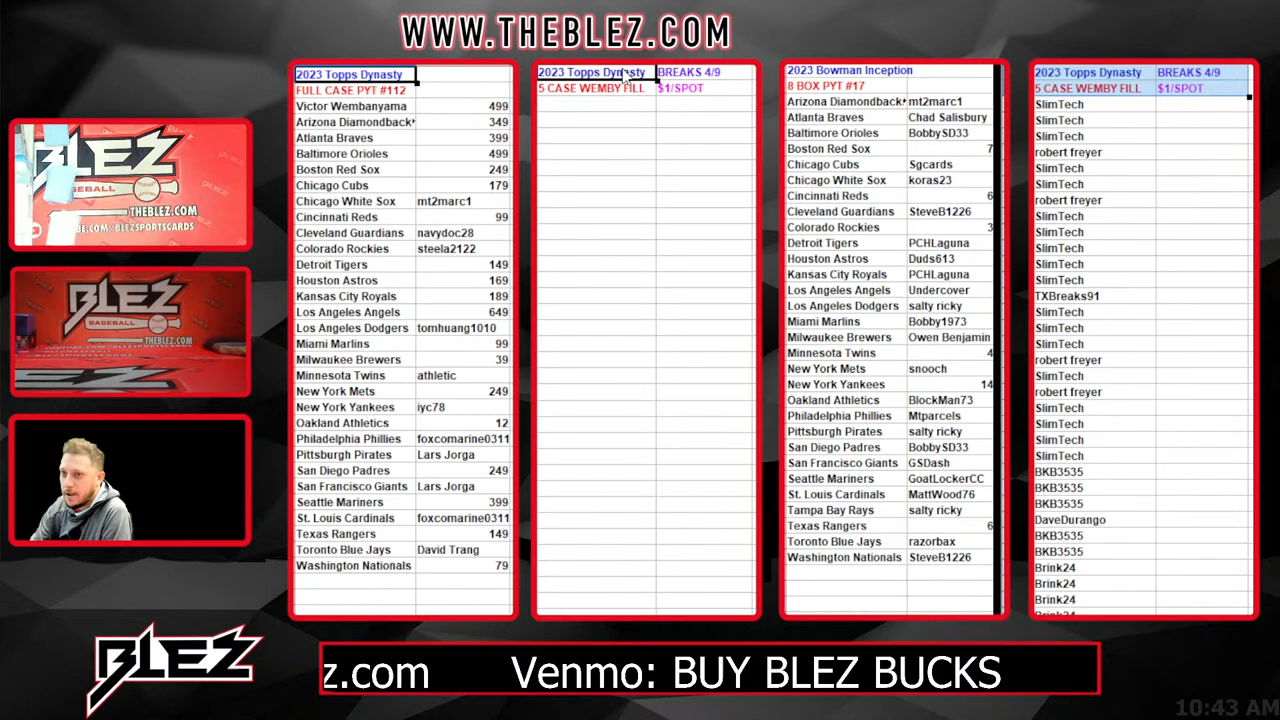 WWW.THEBLEZ.COM
BLEZ
BASEBALL
THEBLEZ.COM
BE.COM/BLEZSPORTSCARDS
BLEZ
BASEBALL
THEBLEZ.COM
2023 Topps Dynasty
FULL CASE PYT #112
Victor Wembanyama 499
Arizona Diamondback 349
Atlanta Braves 399
Baltimore Orioles 499
Boston Red Sox 249
Chicago Cubs 179
Chicago White Sox mt2marc1
Cincinnati Reds 99
Cleveland Guardians navydoc28
Colorado Rockies steela2122
Detroit Tigers 149
Houston Astros 169
Kansas City Royals 189
Los Angeles Angels 649
Los Angeles Dodgers tomhuang1010
Miami Marlins 99
Milwaukee Brewers 39
Minnesota Twins athletic
New York Mets 249
New York Yankees iyc78
Oakland Athletics 12
Philadelphia Phillies foxcomarine0311
Pittsburgh Pirates Lars Jorga
San Diego Padres 249
San Francisco Giants Lars Jorga
Seattle Mariners 399
St. Louis Cardinals foxcomarine0311
Texas Rangers 149
Toronto Blue Jays David Trang
Washington Nationals 79
2023 Topps Dynasty BREAKS 4/9
5 CASE WEMBY FILL $1/SPOT
2023 Bowman Inception
8 BOX PYT #17
Arizona Diamondback mt2marc1
Atlanta Braves Chad Salisbury
Baltimore Orioles BobbySD33
Boston Red Sox 7
Chicago Cubs Sgcards
Chicago White Sox koras23
Cincinnati Reds 6
Cleveland Guardians SteveB1226
Colorado Rockies 3
Detroit Tigers PCHLaguna
Houston Astros Duds613
Kansas City Royals PCHLaguna
Los Angeles Angels Undercover
Los Angeles Dodgers salty ricky
Miami Marlins Bobby1973
Milwaukee Brewers Owen Benjamin
Minnesota Twins 4
New York Mets snooch
New York Yankees 14
Oakland Athletics BlockMan73
Philadelphia Phillies Mtparcels
Pittsburgh Pirates salty ricky
San Diego Padres BobbySD33
San Francisco Giants GSDash
Seattle Mariners GoatLockerCC
St. Louis Cardinals MattWood76
Tampa Bay Rays salty ricky
Texas Rangers 6
Toronto Blue Jays razorbax
Washington Nationals SteveB1226
2023 Topps Dynasty BREAKS 4/9
5 CASE WEMBY FILL $1/SPOT
SlimTech
SlimTech
SlimTech
robert freyer
SlimTech
SlimTech
robert freyer
SlimTech
SlimTech
SlimTech
SlimTech
SlimTech
TXBreaks91
SlimTech
SlimTech
SlimTech
robert freyer
SlimTech
robert freyer
SlimTech
SlimTech
SlimTech
SlimTech
BKB3535
BKB3535
BKB3535
DaveDurango
BKB3535
BKB3535
Brink24
Brink24
Brink24
Brink24
BLEZ
z.com Venmo: BUY BLEZ BUCKS
10:43 AM